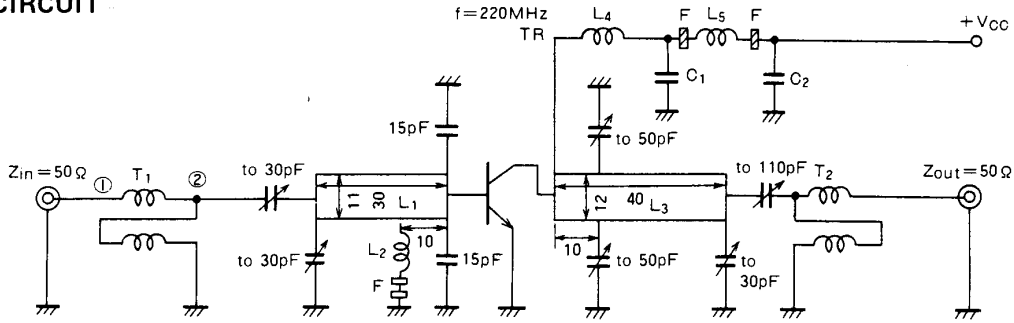 CIRCUIT
f=220MHz
TR
L4
F
L5
F
+VCC
C1
C2
15pF
to 50pF
Zin=50Ω
①
T1
②
to 30pF
11
30
L1
10
12
40
L3
10
to 110pF
T2
Zout=50Ω
to 30pF
L2
F
15pF
to 50pF
to
30pF